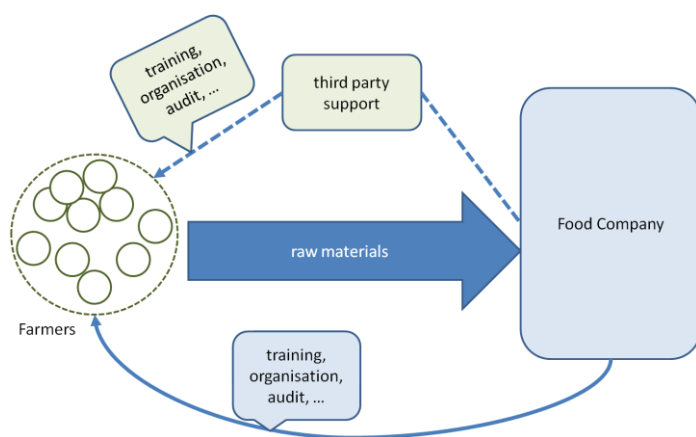 training,
organisation,
audit, ...
third party
support
Food Company
raw materials
Farmers
training,
organisation,
audit, ...